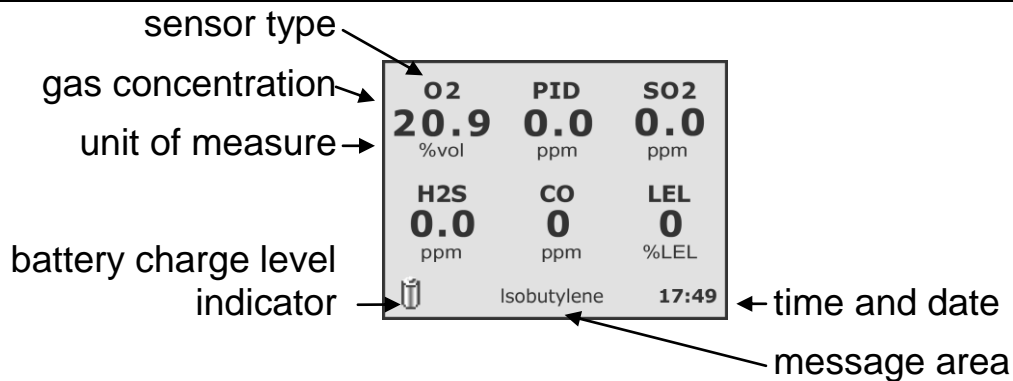 sensor type
gas concentration
unit of measure
O2 PID SO2
20.9 0.0 0.0
%vol ppm ppm
H2S CO LEL
0.0 0 0
ppm ppm %LEL
battery charge level
indicator
Isobutylene 17:49
time and date
message area